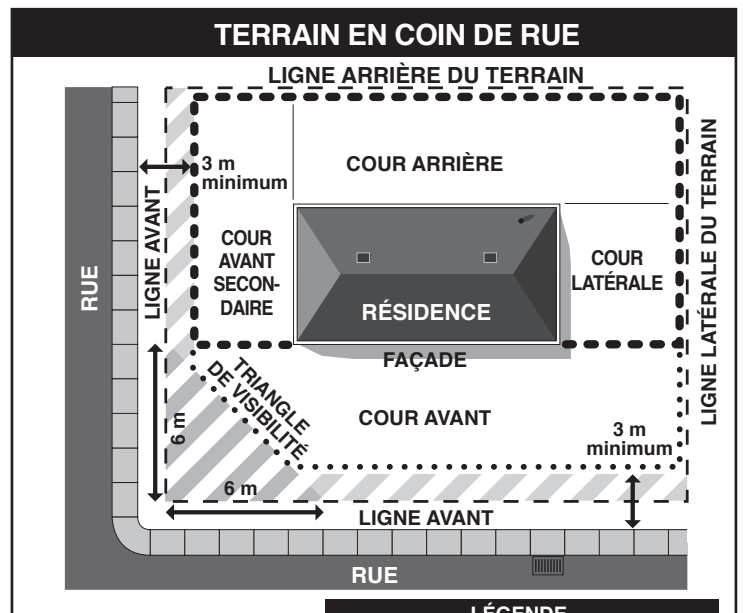 TERRAIN EN COIN DE RUE
LIGNE ARRIÈRE DU TERRAIN
3 m
minimum
COUR ARRIÈRE
LIGNE AVANT
RUE
COUR
AVANT
SECON-
DAIRE
COUR
LATÉRALE
LIGNE LATÉRALE DU TERRAIN
RÉSIDENCE
FAÇADE
TRIANGLE
DE VISIBILITÉ
COUR AVANT
6 m
3 m
minimum
6 m
LIGNE AVANT
RUE
LÉGENDE